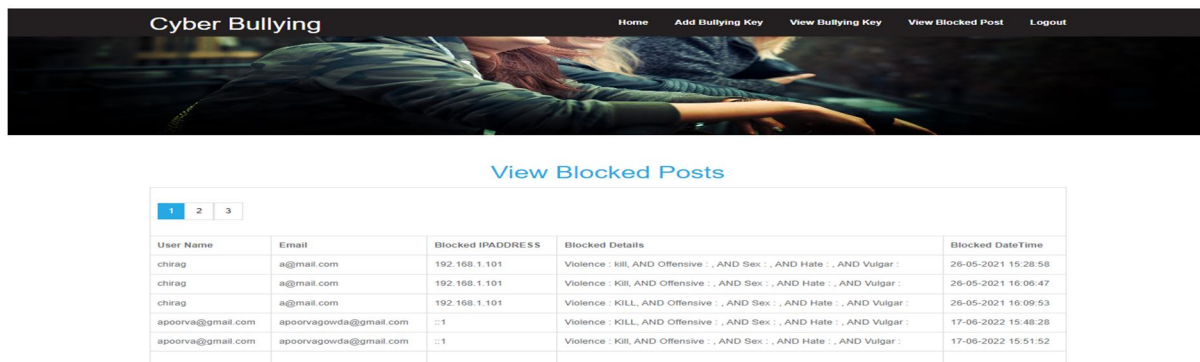 Cyber Bullying Home Add Bullying Key View Bullying Key View Blocked Post Logout
View Blocked Posts
1 2 3
User Name Email Blocked IPADDRESS Blocked Details Blocked DateTime
chirag a@mail.com 192.168.1.101 Violence : kill, AND Offensive : , AND Sex : , AND Hate : , AND Vulgar : 26-05-2021 15:28:58
chirag a@mail.com 192.168.1.101 Violence : Kill, AND Offensive : , AND Sex : , AND Hate : , AND Vulgar : 26-05-2021 16:06:47
chirag a@mail.com 192.168.1.101 Violence : KILL, AND Offensive : , AND Sex : , AND Hate : , AND Vulgar : 26-05-2021 16:09:53
apoorva@gmail.com apoorvagowda@gmail.com ::1 Violence : KILL, AND Offensive : , AND Sex : , AND Hate : , AND Vulgar : 17-06-2022 15:48:28
apoorva@gmail.com apoorvagowda@gmail.com ::1 Violence : Kill, AND Offensive : , AND Sex : , AND Hate : , AND Vulgar : 17-06-2022 15:51:52